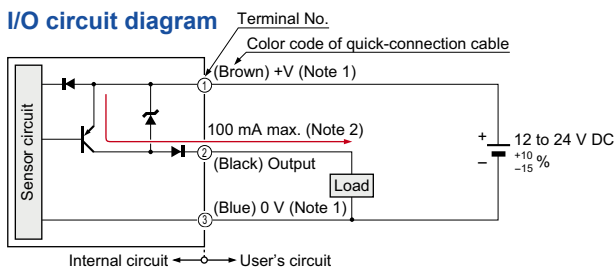 I/O circuit diagram
Terminal No.
Color code of quick-connection cable
(Brown) +V (Note 1)
1
Sensor circuit
100 mA max. (Note 2)
2
(Black) Output
Load
+
−
12 to 24 V DC
+10
−15 %
(Blue) 0 V (Note 1)
3
Internal circuit
User's circuit